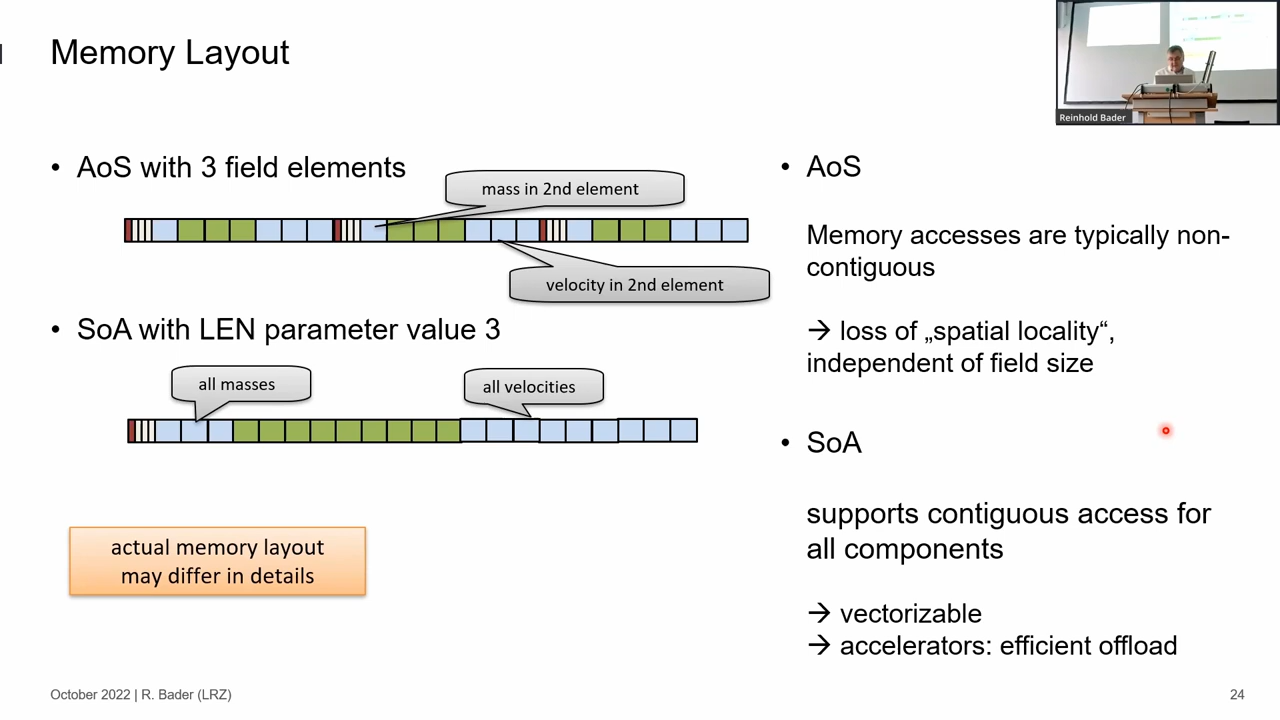 Memory Layout
Reinhold Bader
• AoS with 3 field elements
mass in 2nd element
velocity in 2nd element
• SoA with LEN parameter value 3
all masses
all velocities
actual memory layout
may differ in details
• AoS
Memory accesses are typically non-
contiguous
→ loss of „spatial locality“,
independent of field size
• SoA
supports contiguous access for
all components
→ vectorizable
→ accelerators: efficient offload
October 2022 | R. Bader (LRZ)
24